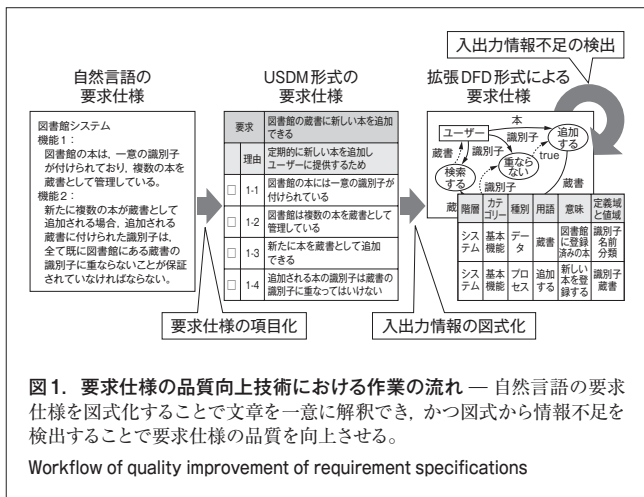 入出力情報不足の検出
自然言語の
要求仕様
USDM形式の
要求仕様
拡張DFD形式による
要求仕様
図書館システム
機能1:
図書館の本は，一意の識別子
が付けられており，複数の本を
蔵書として管理している。
機能2:
新たに複数の本が蔵書として
追加される場合，追加される
蔵書に付けられた識別子は，
全て既に図書館にある蔵書の
識別子に重ならないことが保証
されていなければならない。
要求 図書館の蔵書に新しい本を追加
できる
理由 定期的に新しい本を追加し
ユーザーに提供するため
□ 1-1 図書館の本には一意の識別子が
付けられている
□ 1-2 図書館は複数の本を蔵書として
管理している
□ 1-3 新たに本を蔵書として追加
できる
□ 1-4 追加される本の識別子は蔵書の
識別子に重なってはいけない
本
ユーザー
識別子
追加
する
蔵書
識別子
重なら
ない
true
検索
する
識別子
蔵書
蔵
階層 カテ
ゴリー 種別 用語 意味 定義域
と値域
シス
テム 基本
機能 デー
タ 蔵書 図書館
に登録
済みの本 識別子
名前
分類
シス
テム 基本
機能 プロ
セス 追加
する 新しい
本を登
録する 識別子
蔵書
要求仕様の項目化
入出力情報の図式化
図1. 要求仕様の品質向上技術における作業の流れ — 自然言語の要求
仕様を図式化することで文章を一意に解釈でき，かつ図式から情報不足を
検出することで要求仕様の品質を向上させる。
Workflow of quality improvement of requirement specifications